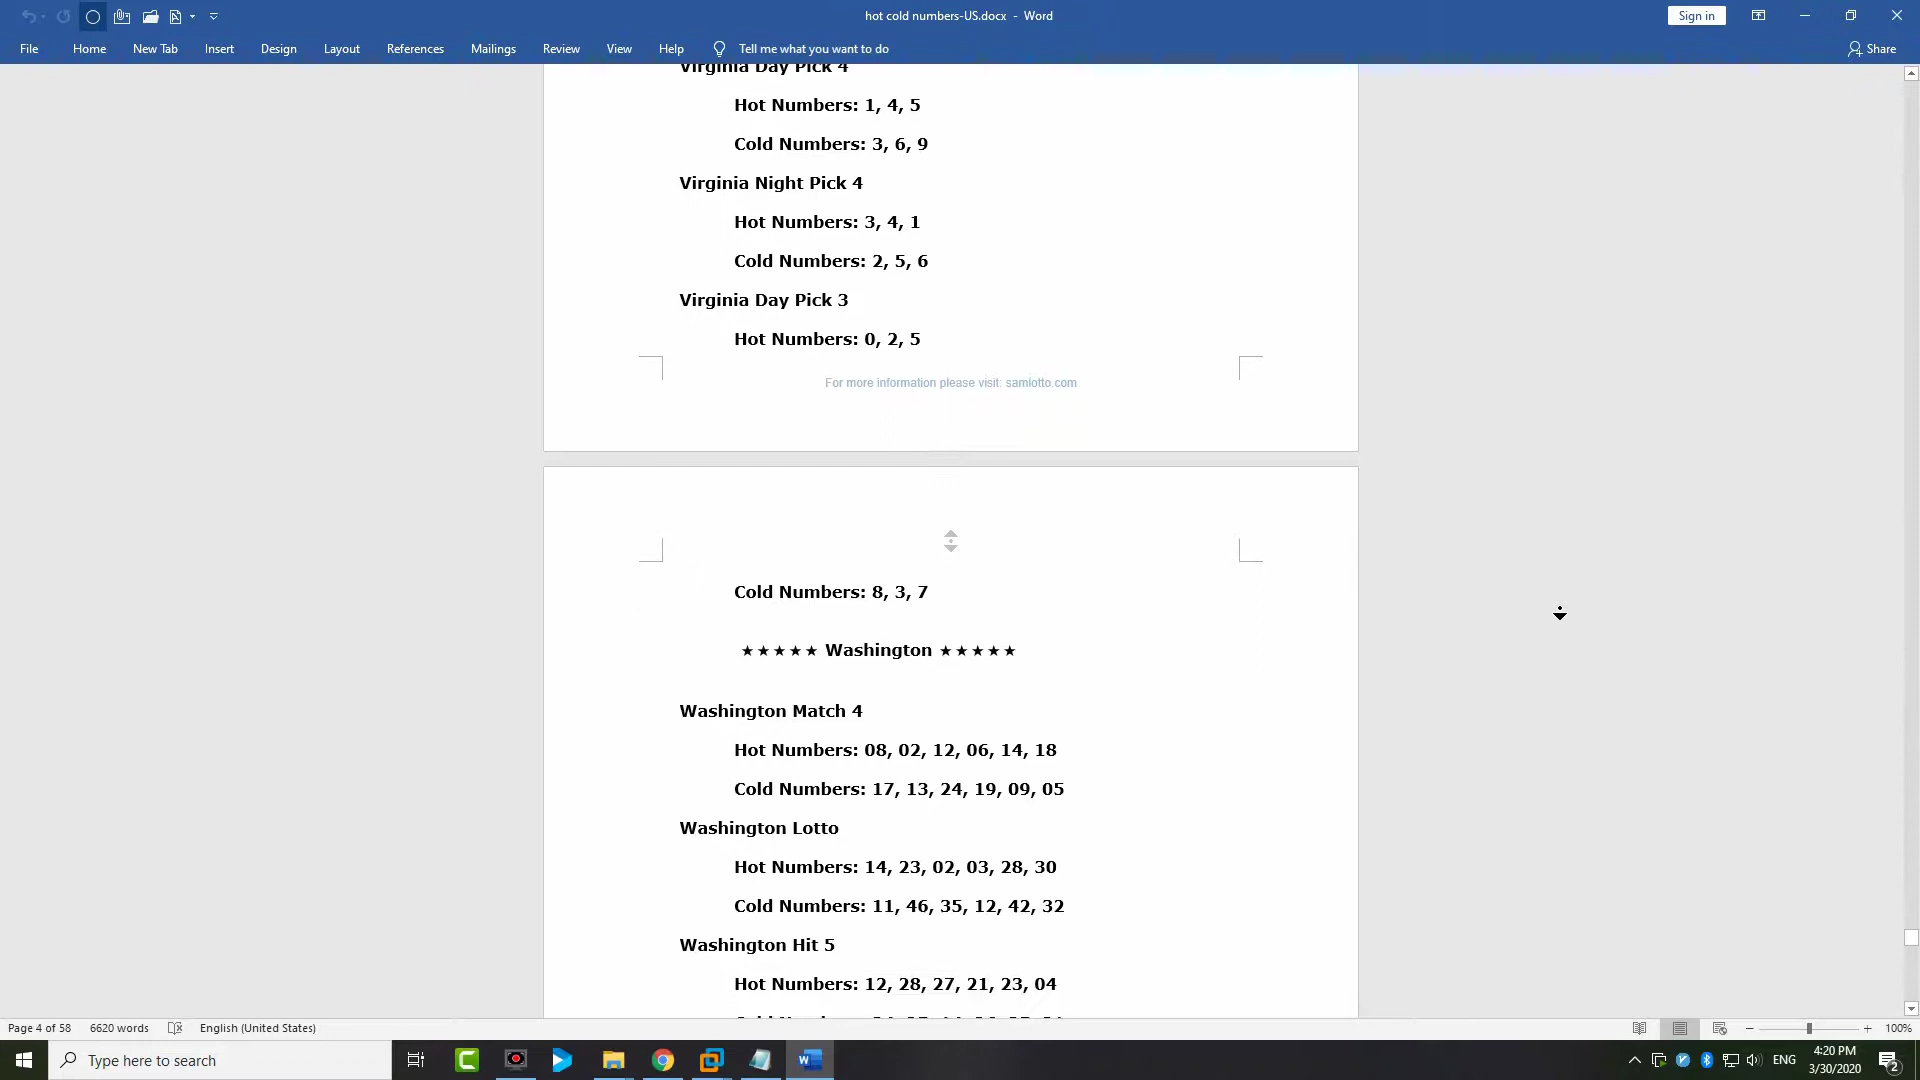 hot cold numbers-US.docx - Word
Sign in
File Home New Tab Insert Design Layout References Mailings Review View Help Tell me what you want to do Share
Virginia Day Pick 4
Hot Numbers: 1, 4, 5
Cold Numbers: 3, 6, 9
Virginia Night Pick 4
Hot Numbers: 3, 4, 1
Cold Numbers: 2, 5, 6
Virginia Day Pick 3
Hot Numbers: 0, 2, 5
For more information please visit: samlotto.com
Cold Numbers: 8, 3, 7
★★★★★ Washington ★★★★★
Washington Match 4
Hot Numbers: 08, 02, 12, 06, 14, 18
Cold Numbers: 17, 13, 24, 19, 09, 05
Washington Lotto
Hot Numbers: 14, 23, 02, 03, 28, 30
Cold Numbers: 11, 46, 35, 12, 42, 32
Washington Hit 5
Hot Numbers: 12, 28, 27, 21, 23, 04
Page 4 of 58 6620 words English (United States) 100%
Type here to search
ENG
4:20 PM
3/30/2020
2